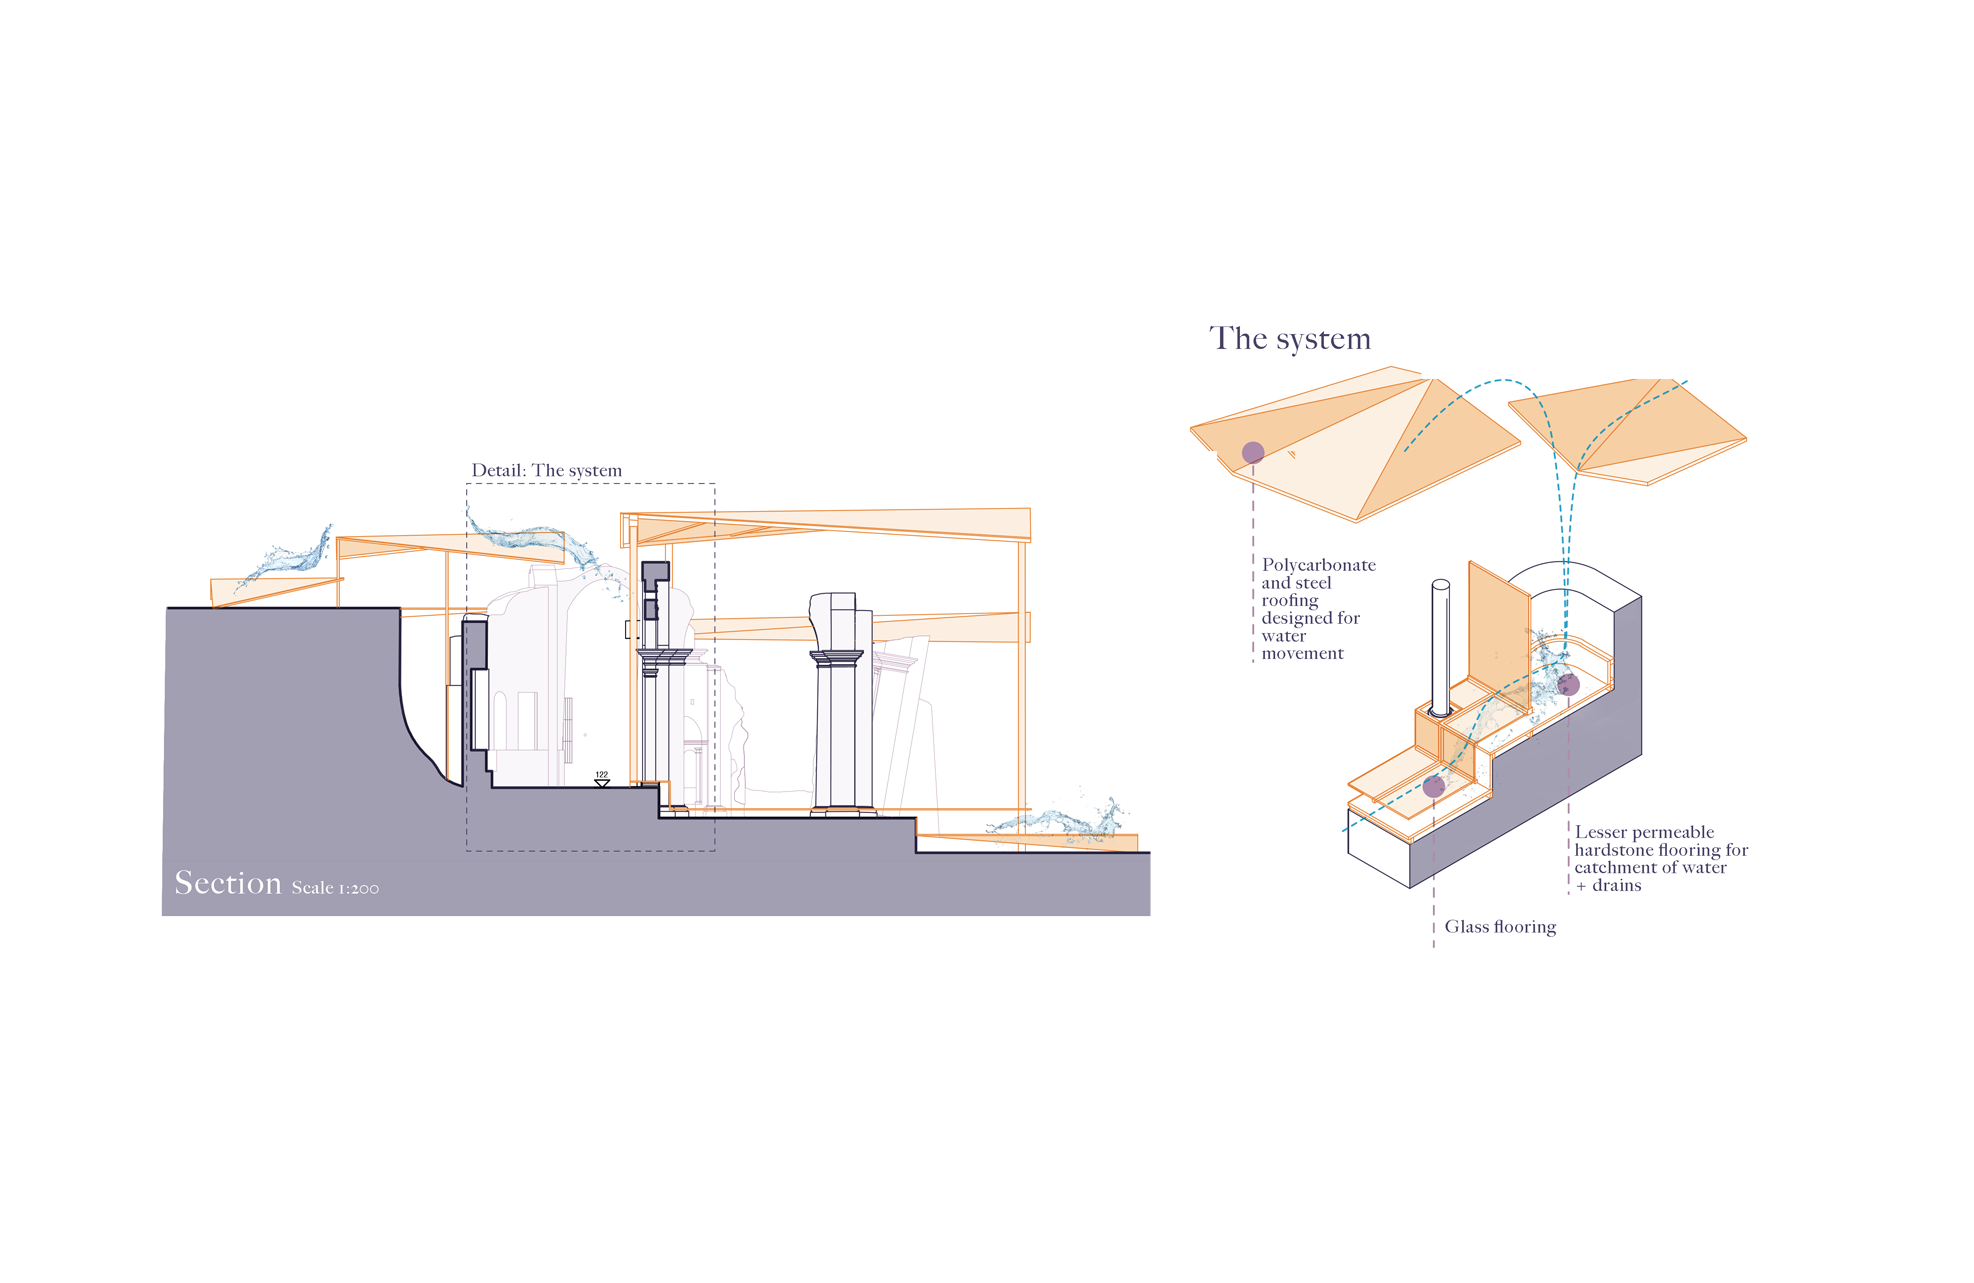 Detail: The system
122
Section Scale 1:200
The system
Polycarbonate
and steel
roofing
designed for
water
movement
Lesser permeable
hardstone flooring for
catchment of water
+ drains
Glass flooring